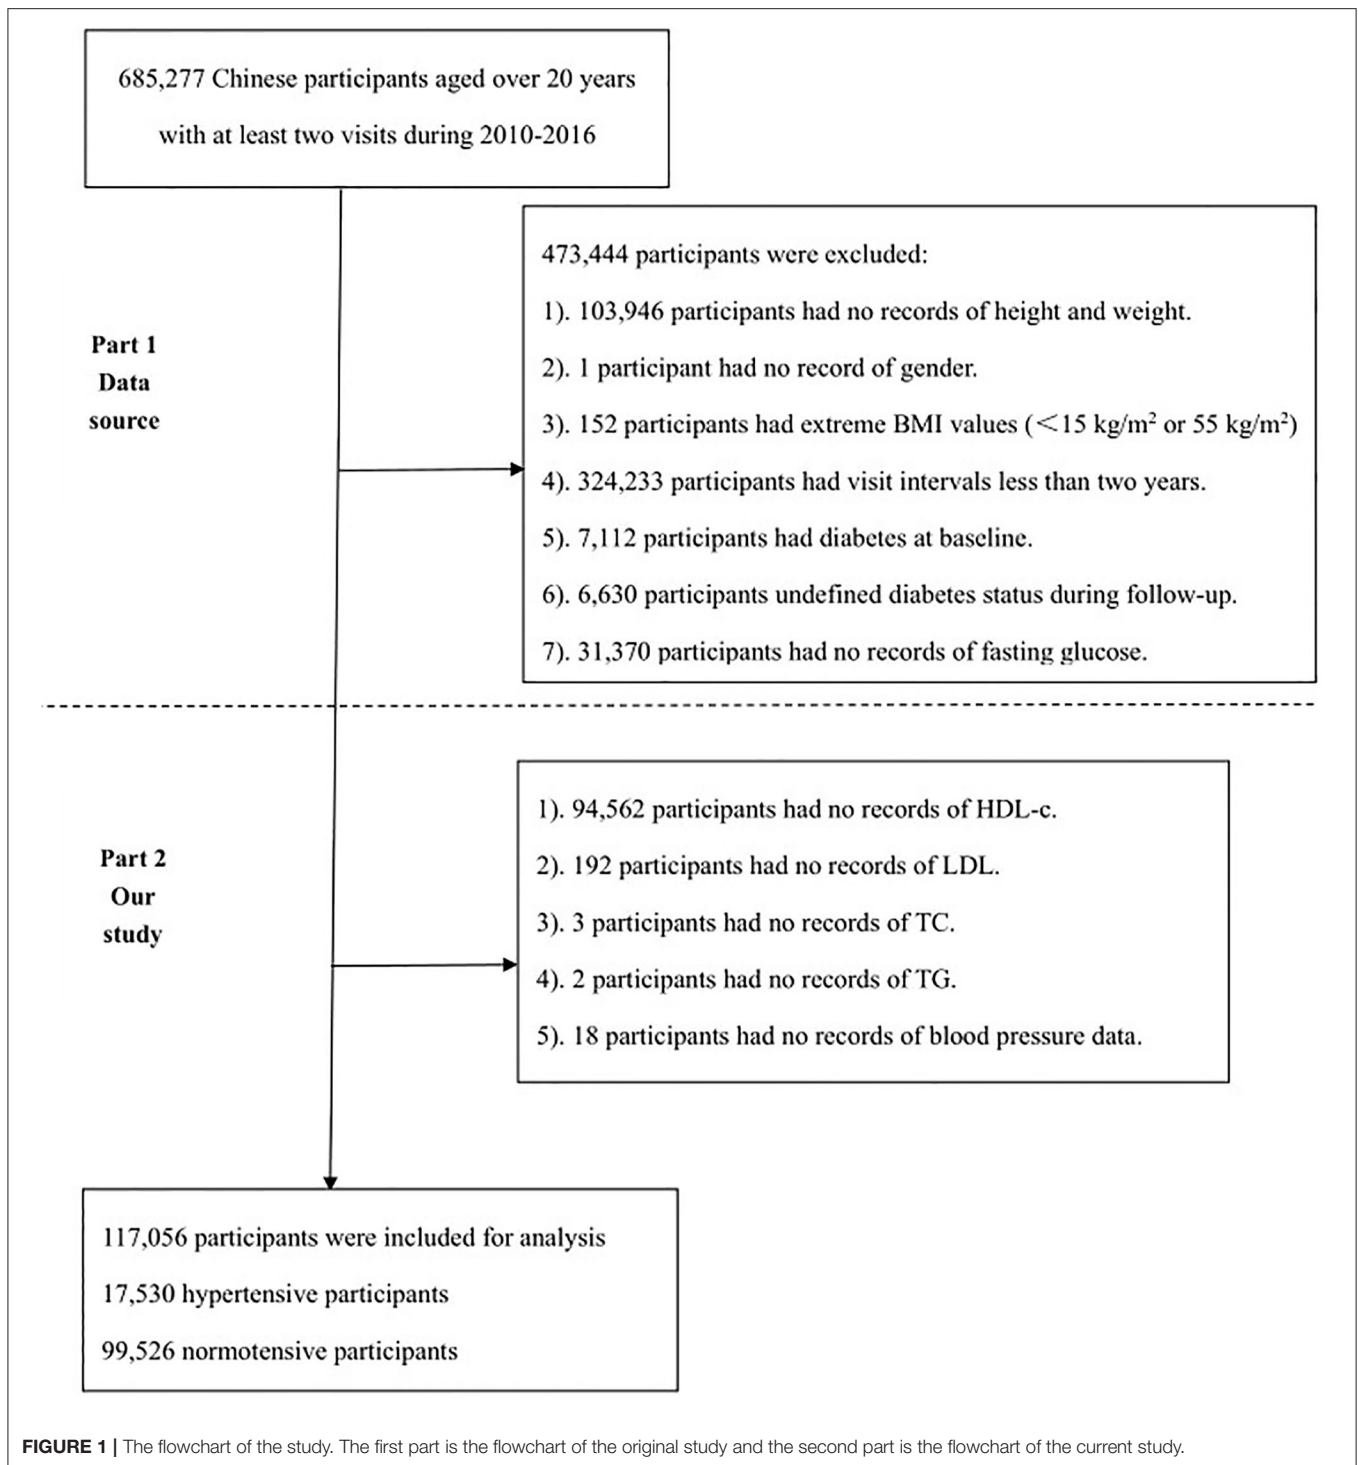 685,277 Chinese participants aged over 20 years
with at least two visits during 2010-2016
473,444 participants were excluded:
1). 103,946 participants had no records of height and weight.
2). 1 participant had no record of gender.
3). 152 participants had extreme BMI values (<15 kg/m² or 55 kg/m²)
4). 324,233 participants had visit intervals less than two years.
5). 7,112 participants had diabetes at baseline.
6). 6,630 participants undefined diabetes status during follow-up.
7). 31,370 participants had no records of fasting glucose.
Part 1
Data
source
1). 94,562 participants had no records of HDL-c.
2). 192 participants had no records of LDL.
3). 3 participants had no records of TC.
4). 2 participants had no records of TG.
5). 18 participants had no records of blood pressure data.
Part 2
Our
study
117,056 participants were included for analysis
17,530 hypertensive participants
99,526 normotensive participants
FIGURE 1 | The flowchart of the study. The first part is the flowchart of the original study and the second part is the flowchart of the current study.